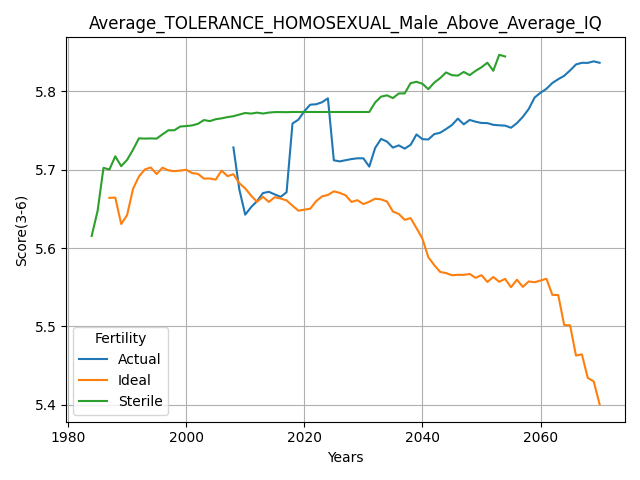 Average_TOLERANCE_HOMOSEXUAL_Male_Above_Average_IQ
Score(3-6)
5.8
5.7
5.6
5.5
5.4
Fertility
Actual
Ideal
Sterile
1980
2000
2020
2040
2060
Years